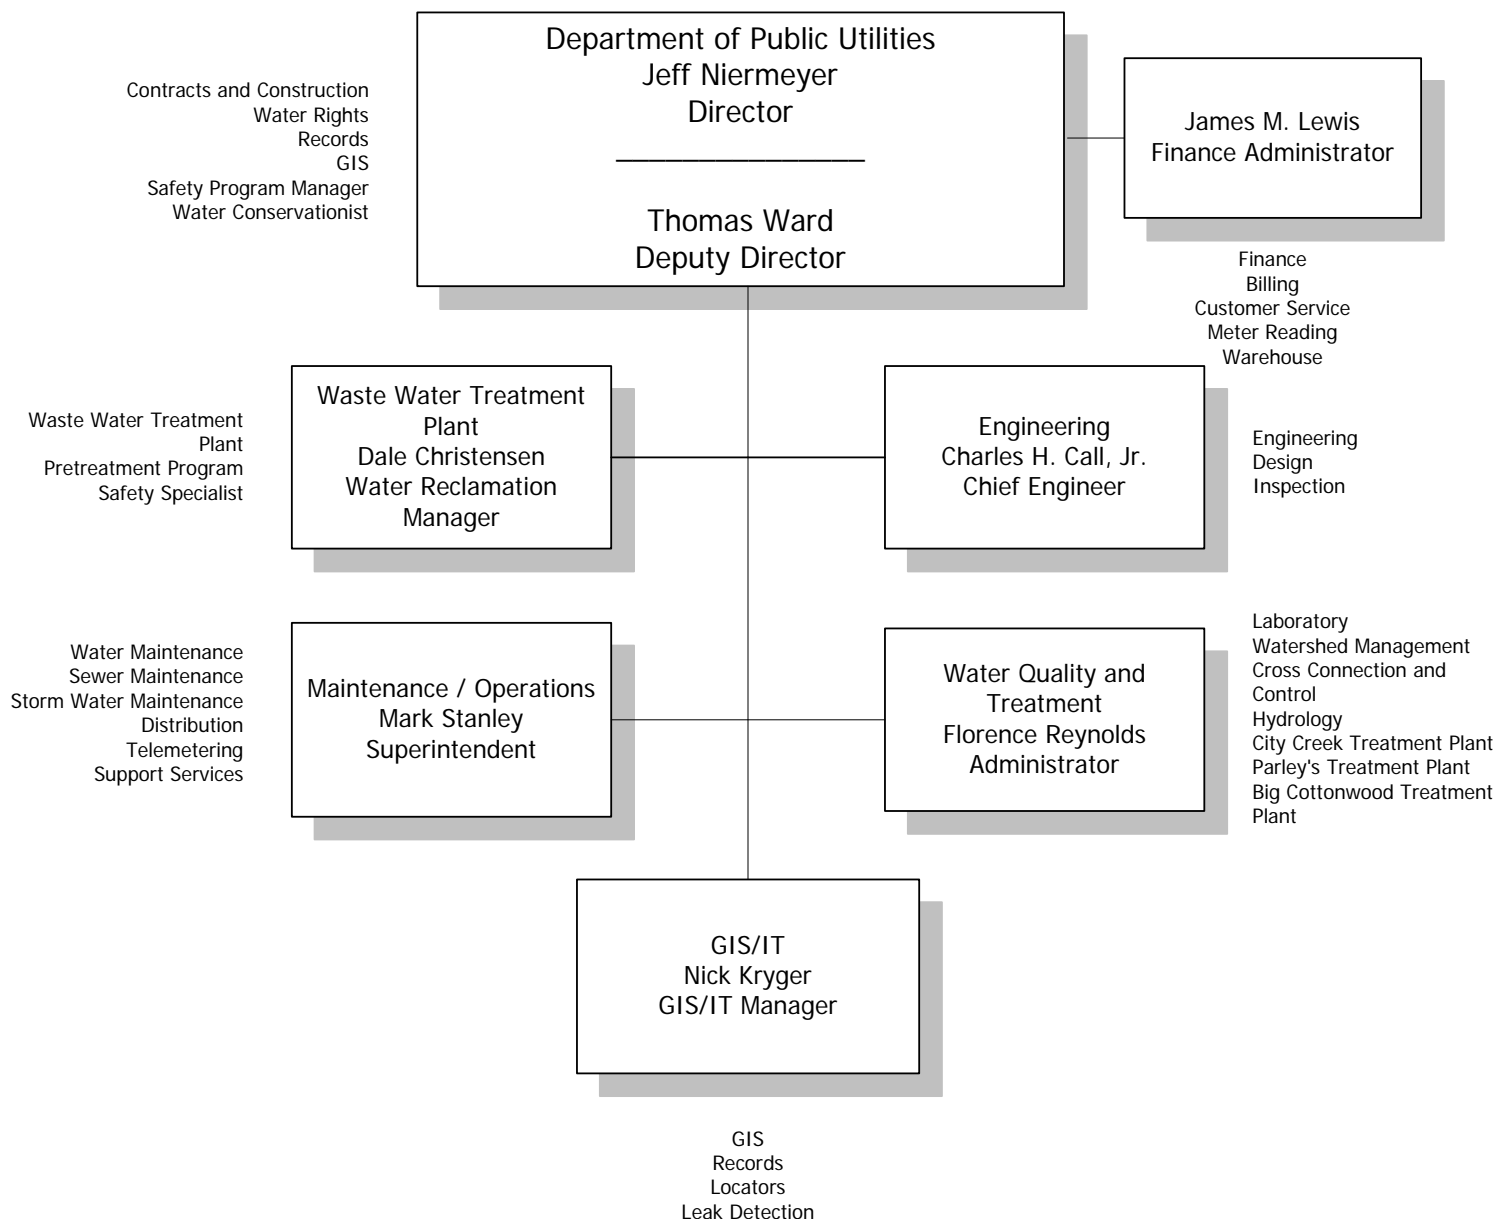 Department of Public Utilities
Jeff Niermeyer
Director
Thomas Ward
Deputy Director
Contracts and Construction
Water Rights
Records
GIS
Safety Program Manager
Water Conservationist
James M. Lewis
Finance Administrator
Finance
Billing
Customer Service
Meter Reading
Warehouse
Waste Water Treatment
Plant
Pretreatment Program
Safety Specialist
Waste Water Treatment
Plant
Dale Christensen
Water Reclamation
Manager
Engineering
Charles H. Call, Jr.
Chief Engineer
Engineering
Design
Inspection
Water Maintenance
Sewer Maintenance
Storm Water Maintenance
Distribution
Telemetering
Support Services
Maintenance / Operations
Mark Stanley
Superintendent
Water Quality and
Treatment
Florence Reynolds
Administrator
Laboratory
Watershed Management
Cross Connection and
Control
Hydrology
City Creek Treatment Plant
Parley's Treatment Plant
Big Cottonwood Treatment
Plant
GIS/IT
Nick Kryger
GIS/IT Manager
GIS
Records
Locators
Leak Detection